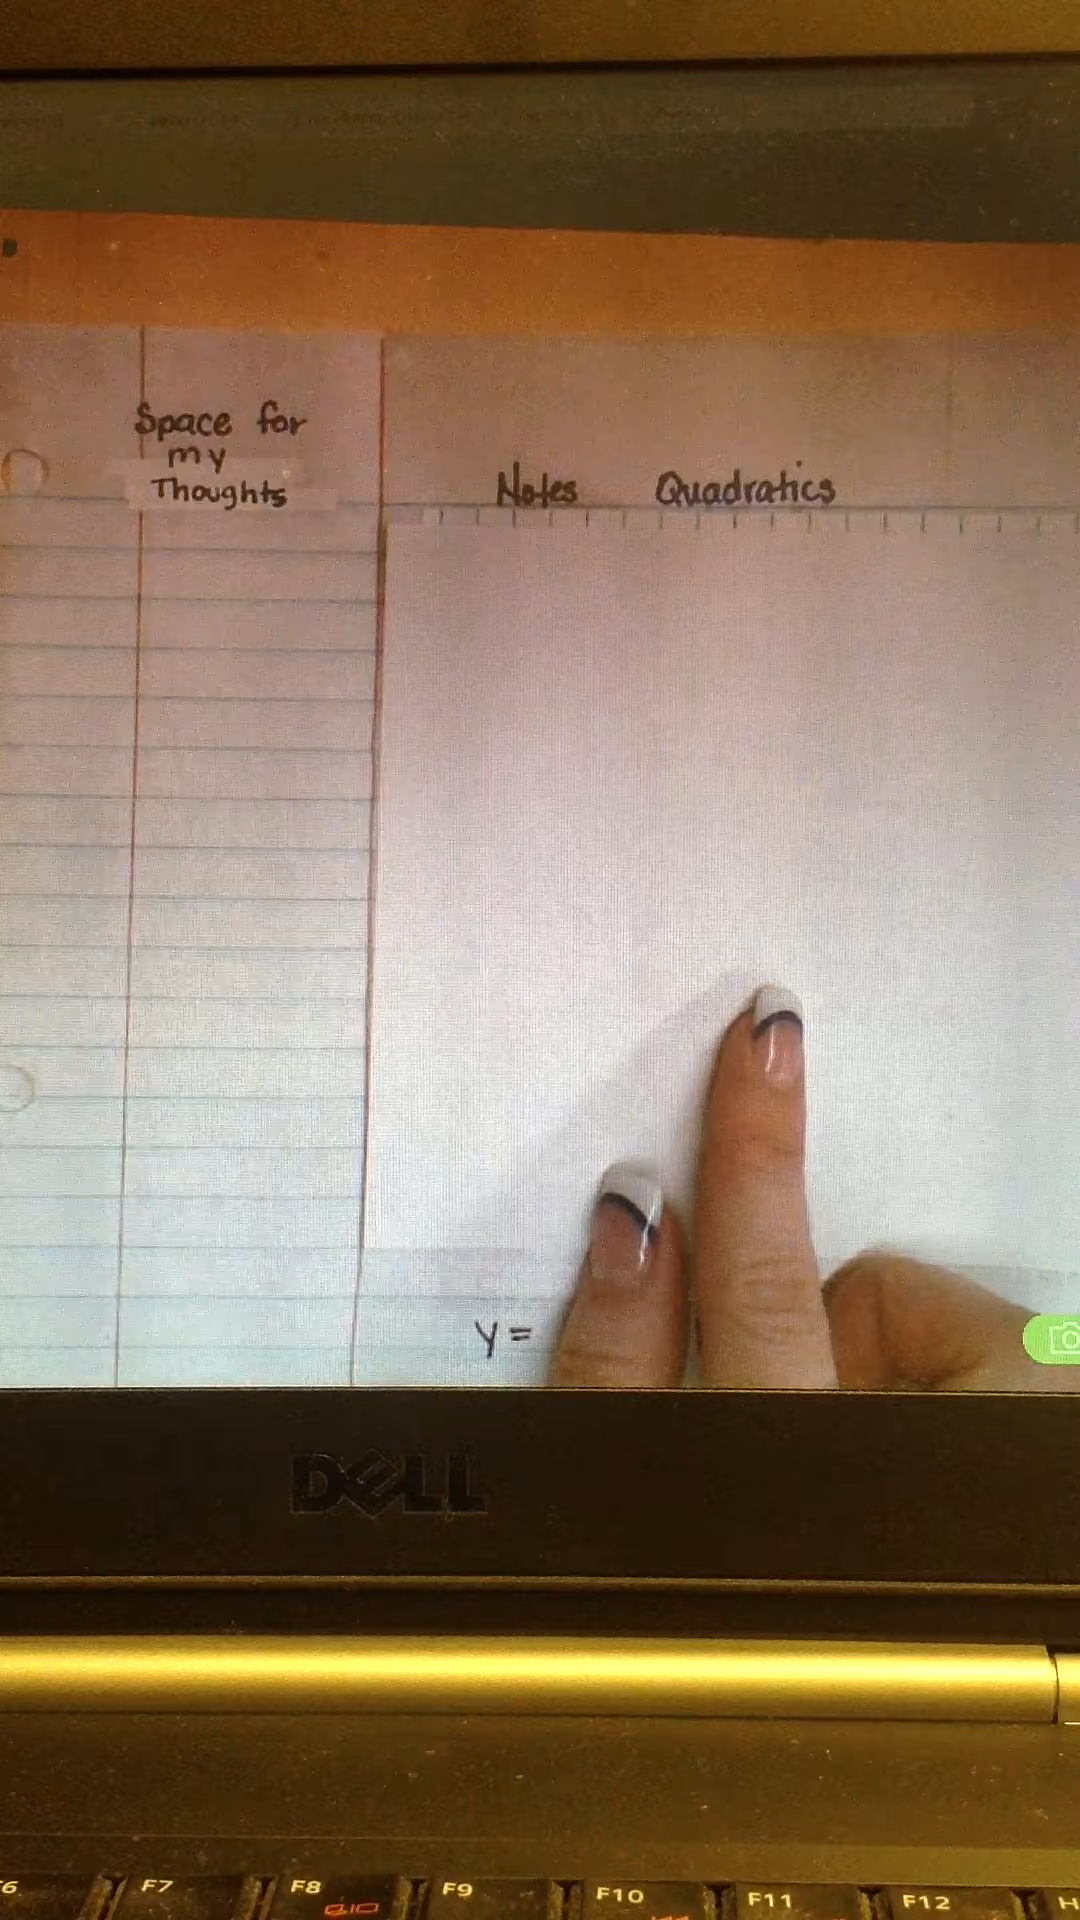 Space for
my
Thoughts
Notes Quadratics
y =
DELL
F7 F8 F9 F10 F11 F12